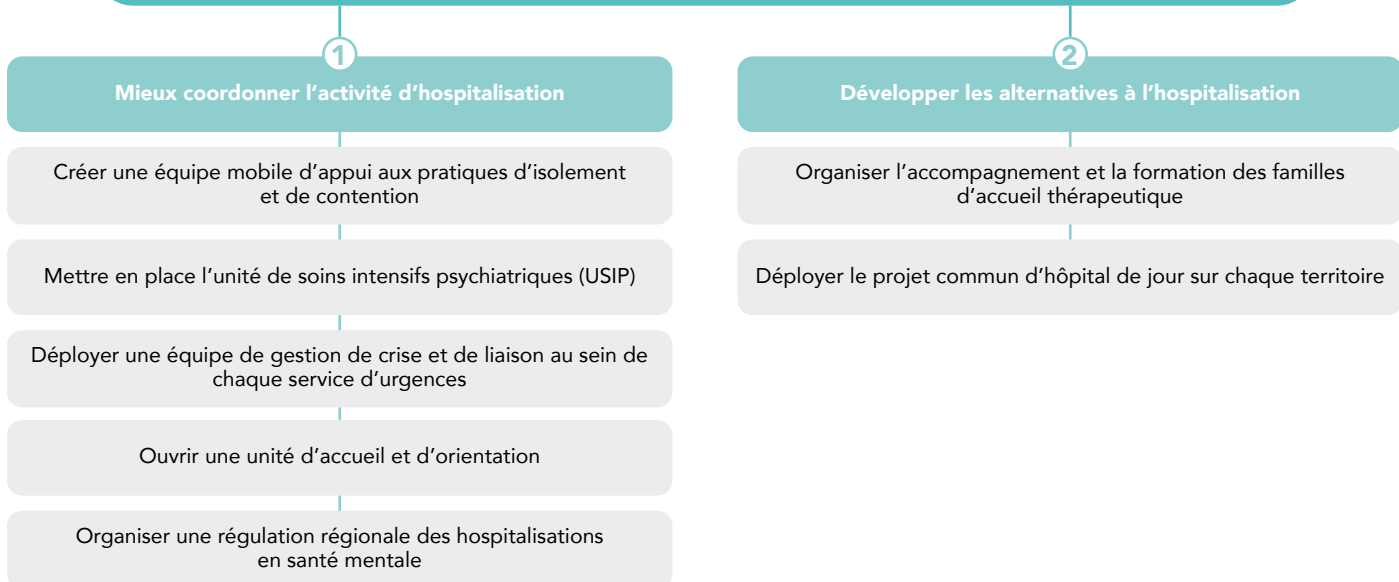 1
Mieux coordonner l’activité d’hospitalisation
Créer une équipe mobile d’appui aux pratiques d’isolement
et de contention
Mettre en place l’unité de soins intensifs psychiatriques (USIP)
Déployer une équipe de gestion de crise et de liaison au sein de
chaque service d’urgences
Ouvrir une unité d’accueil et d’orientation
Organiser une régulation régionale des hospitalisations
en santé mentale
2
Développer les alternatives à l’hospitalisation
Organiser l’accompagnement et la formation des familles
d’accueil thérapeutique
Déployer le projet commun d’hôpital de jour sur chaque territoire